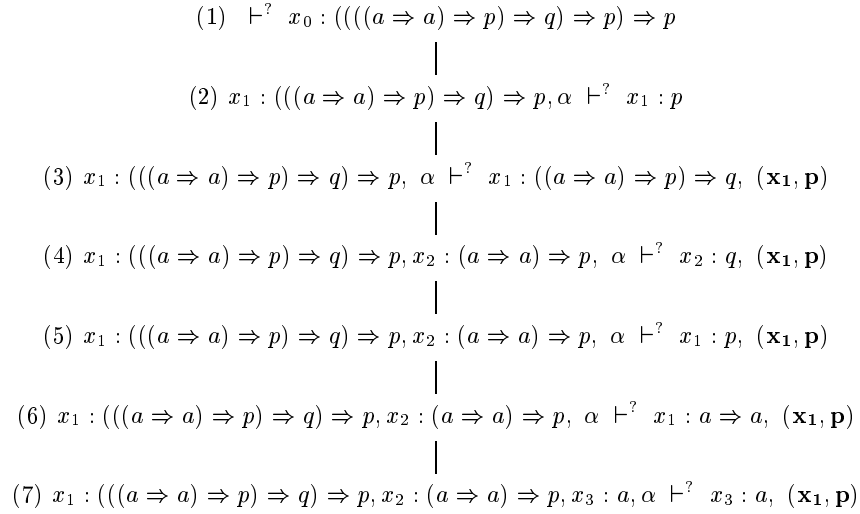 (1) ⊢? x0 : ((((a ⇒ a) ⇒ p) ⇒ q) ⇒ p) ⇒ p
(2) x1 : (((a ⇒ a) ⇒ p) ⇒ q) ⇒ p, α ⊢? x1 : p
(3) x1 : (((a ⇒ a) ⇒ p) ⇒ q) ⇒ p, α ⊢? x1 : ((a ⇒ a) ⇒ p) ⇒ q, (x1, p)
(4) x1 : (((a ⇒ a) ⇒ p) ⇒ q) ⇒ p, x2 : (a ⇒ a) ⇒ p, α ⊢? x2 : q, (x1, p)
(5) x1 : (((a ⇒ a) ⇒ p) ⇒ q) ⇒ p, x2 : (a ⇒ a) ⇒ p, α ⊢? x1 : p, (x1, p)
(6) x1 : (((a ⇒ a) ⇒ p) ⇒ q) ⇒ p, x2 : (a ⇒ a) ⇒ p, α ⊢? x1 : a ⇒ a, (x1, p)
(7) x1 : (((a ⇒ a) ⇒ p) ⇒ q) ⇒ p, x2 : (a ⇒ a) ⇒ p, x3 : a, α ⊢? x3 : a, (x1, p)